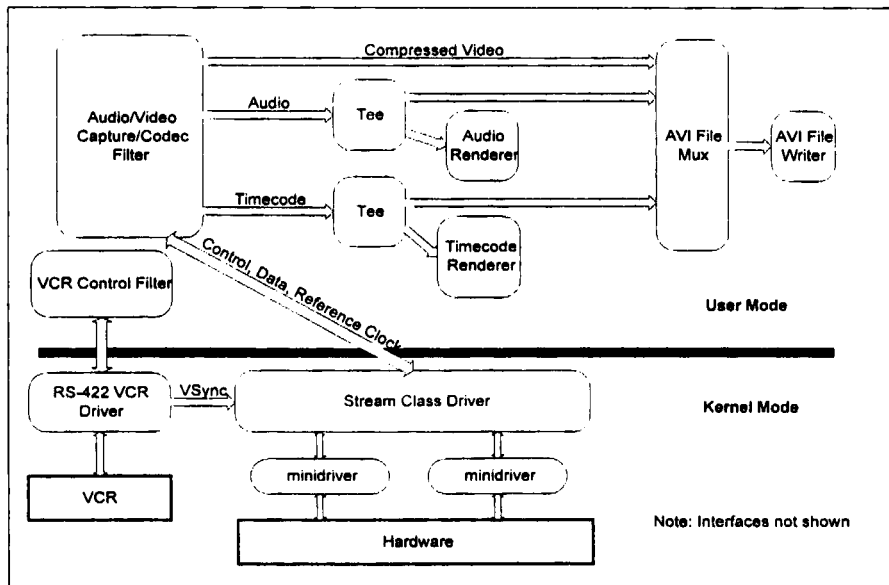 Compressed Video
Audio/Video
Capture/Codec
Filter
Audio
Tee
Audio
Renderer
AVI File
Mux
AVI File
Writer
Timecode
Tee
Timecode
Renderer
Control, Data, Reference Clock
VCR Control Filter
User Mode
RS-422 VCR
Driver
VSync
Stream Class Driver
Kernel Mode
minidriver
minidriver
VCR
Hardware
Note: Interfaces not shown